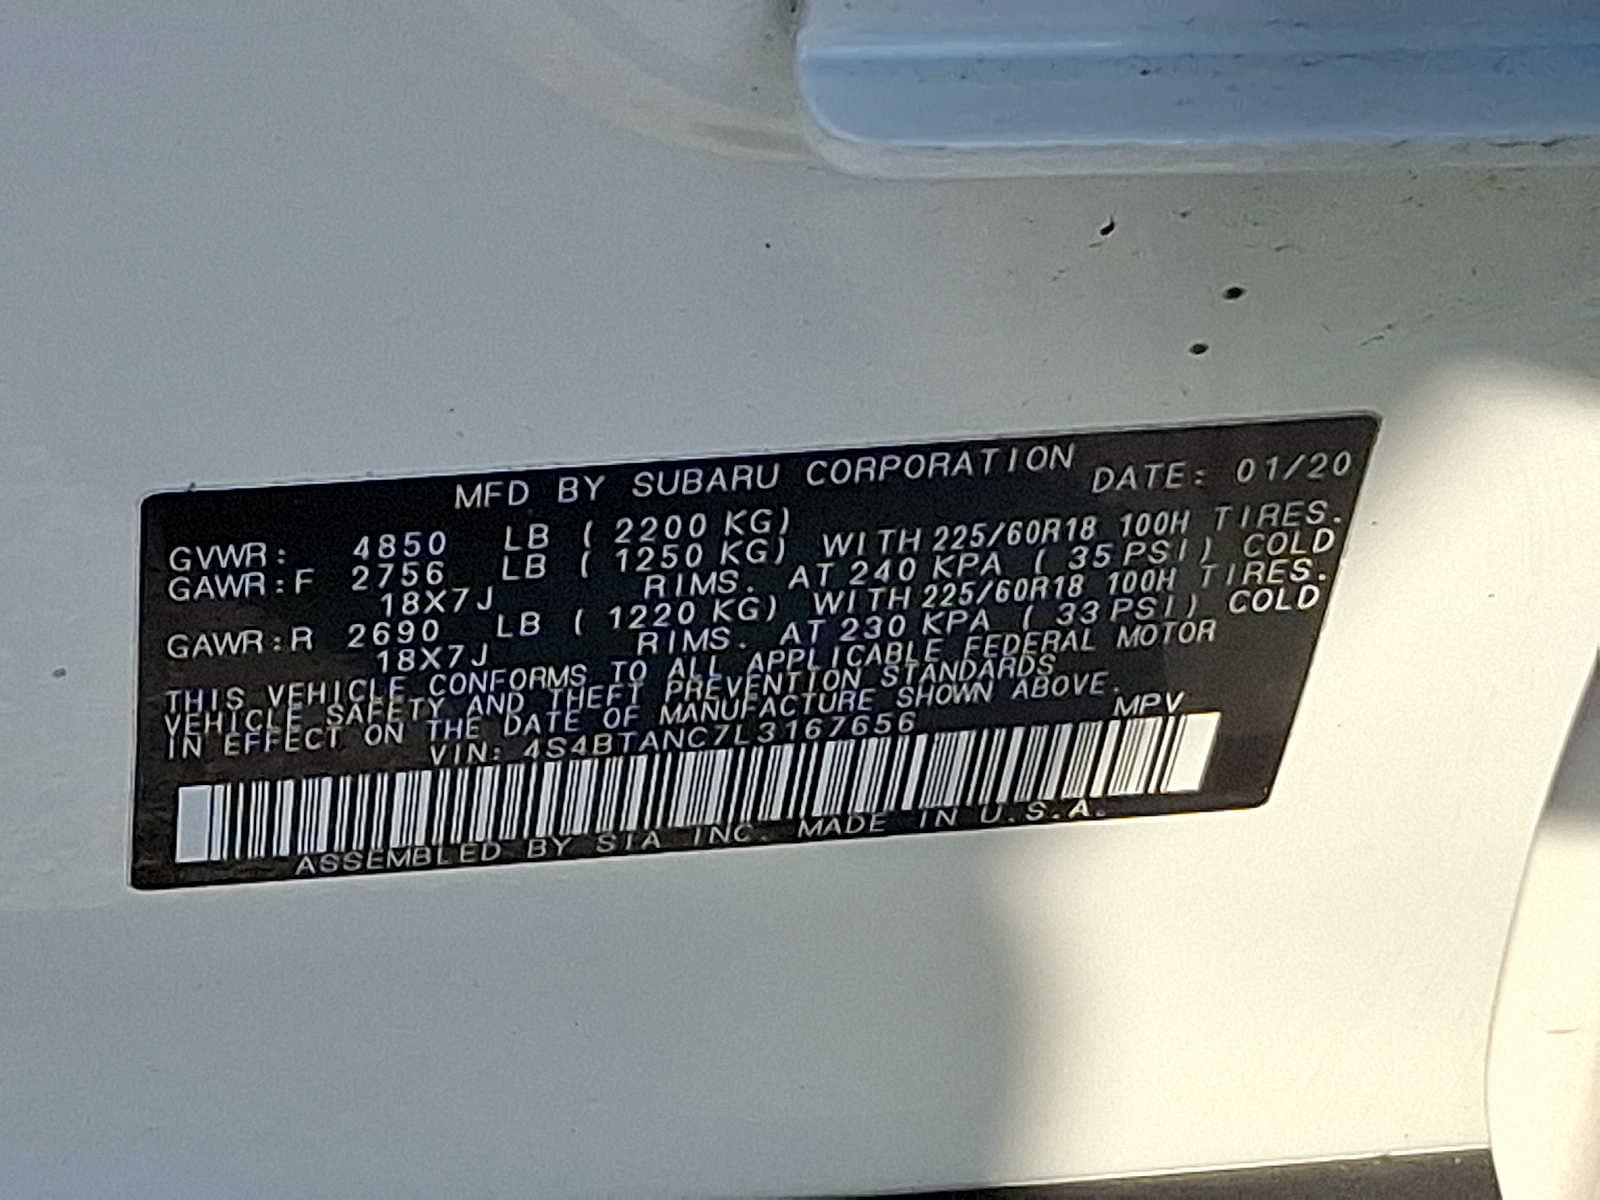 MFD BY SUBARU CORPORATION DATE: 01/20
GVWR: 4850 LB ( 2200 KG)
GAWR:F 2756 LB ( 1250 KG) WITH 225/60R18 100H TIRES.
18X7J RIMS. AT 240 KPA ( 35 PSI) COLD
GAWR:R 2690 LB ( 1220 KG) WITH 225/60R18 100H TIRES.
18X7J RIMS. AT 230 KPA ( 33 PSI) COLD
THIS VEHICLE CONFORMS TO ALL APPLICABLE FEDERAL MOTOR
VEHICLE SAFETY AND THEFT PREVENTION STANDARDS
IN EFFECT ON THE DATE OF MANUFACTURE SHOWN ABOVE.
VIN: 4S4BTANC7L3167656 MPV
ASSEMBLED BY SIA INC. MADE IN U.S.A.